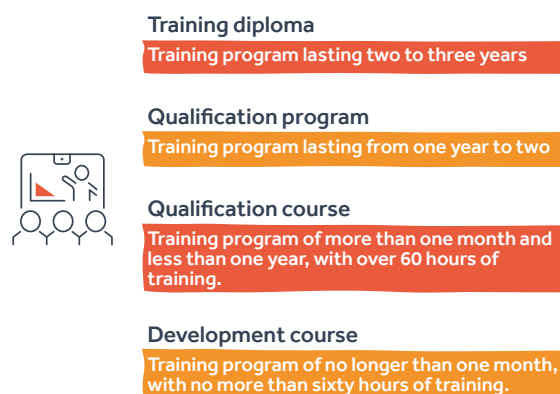 Training diploma
Training program lasting two to three years
Qualification program
Training program lasting from one year to two
Qualification course
Training program of more than one month and
less than one year, with over 60 hours of
training.
Development course
Training program of no longer than one month,
with no more than sixty hours of training.